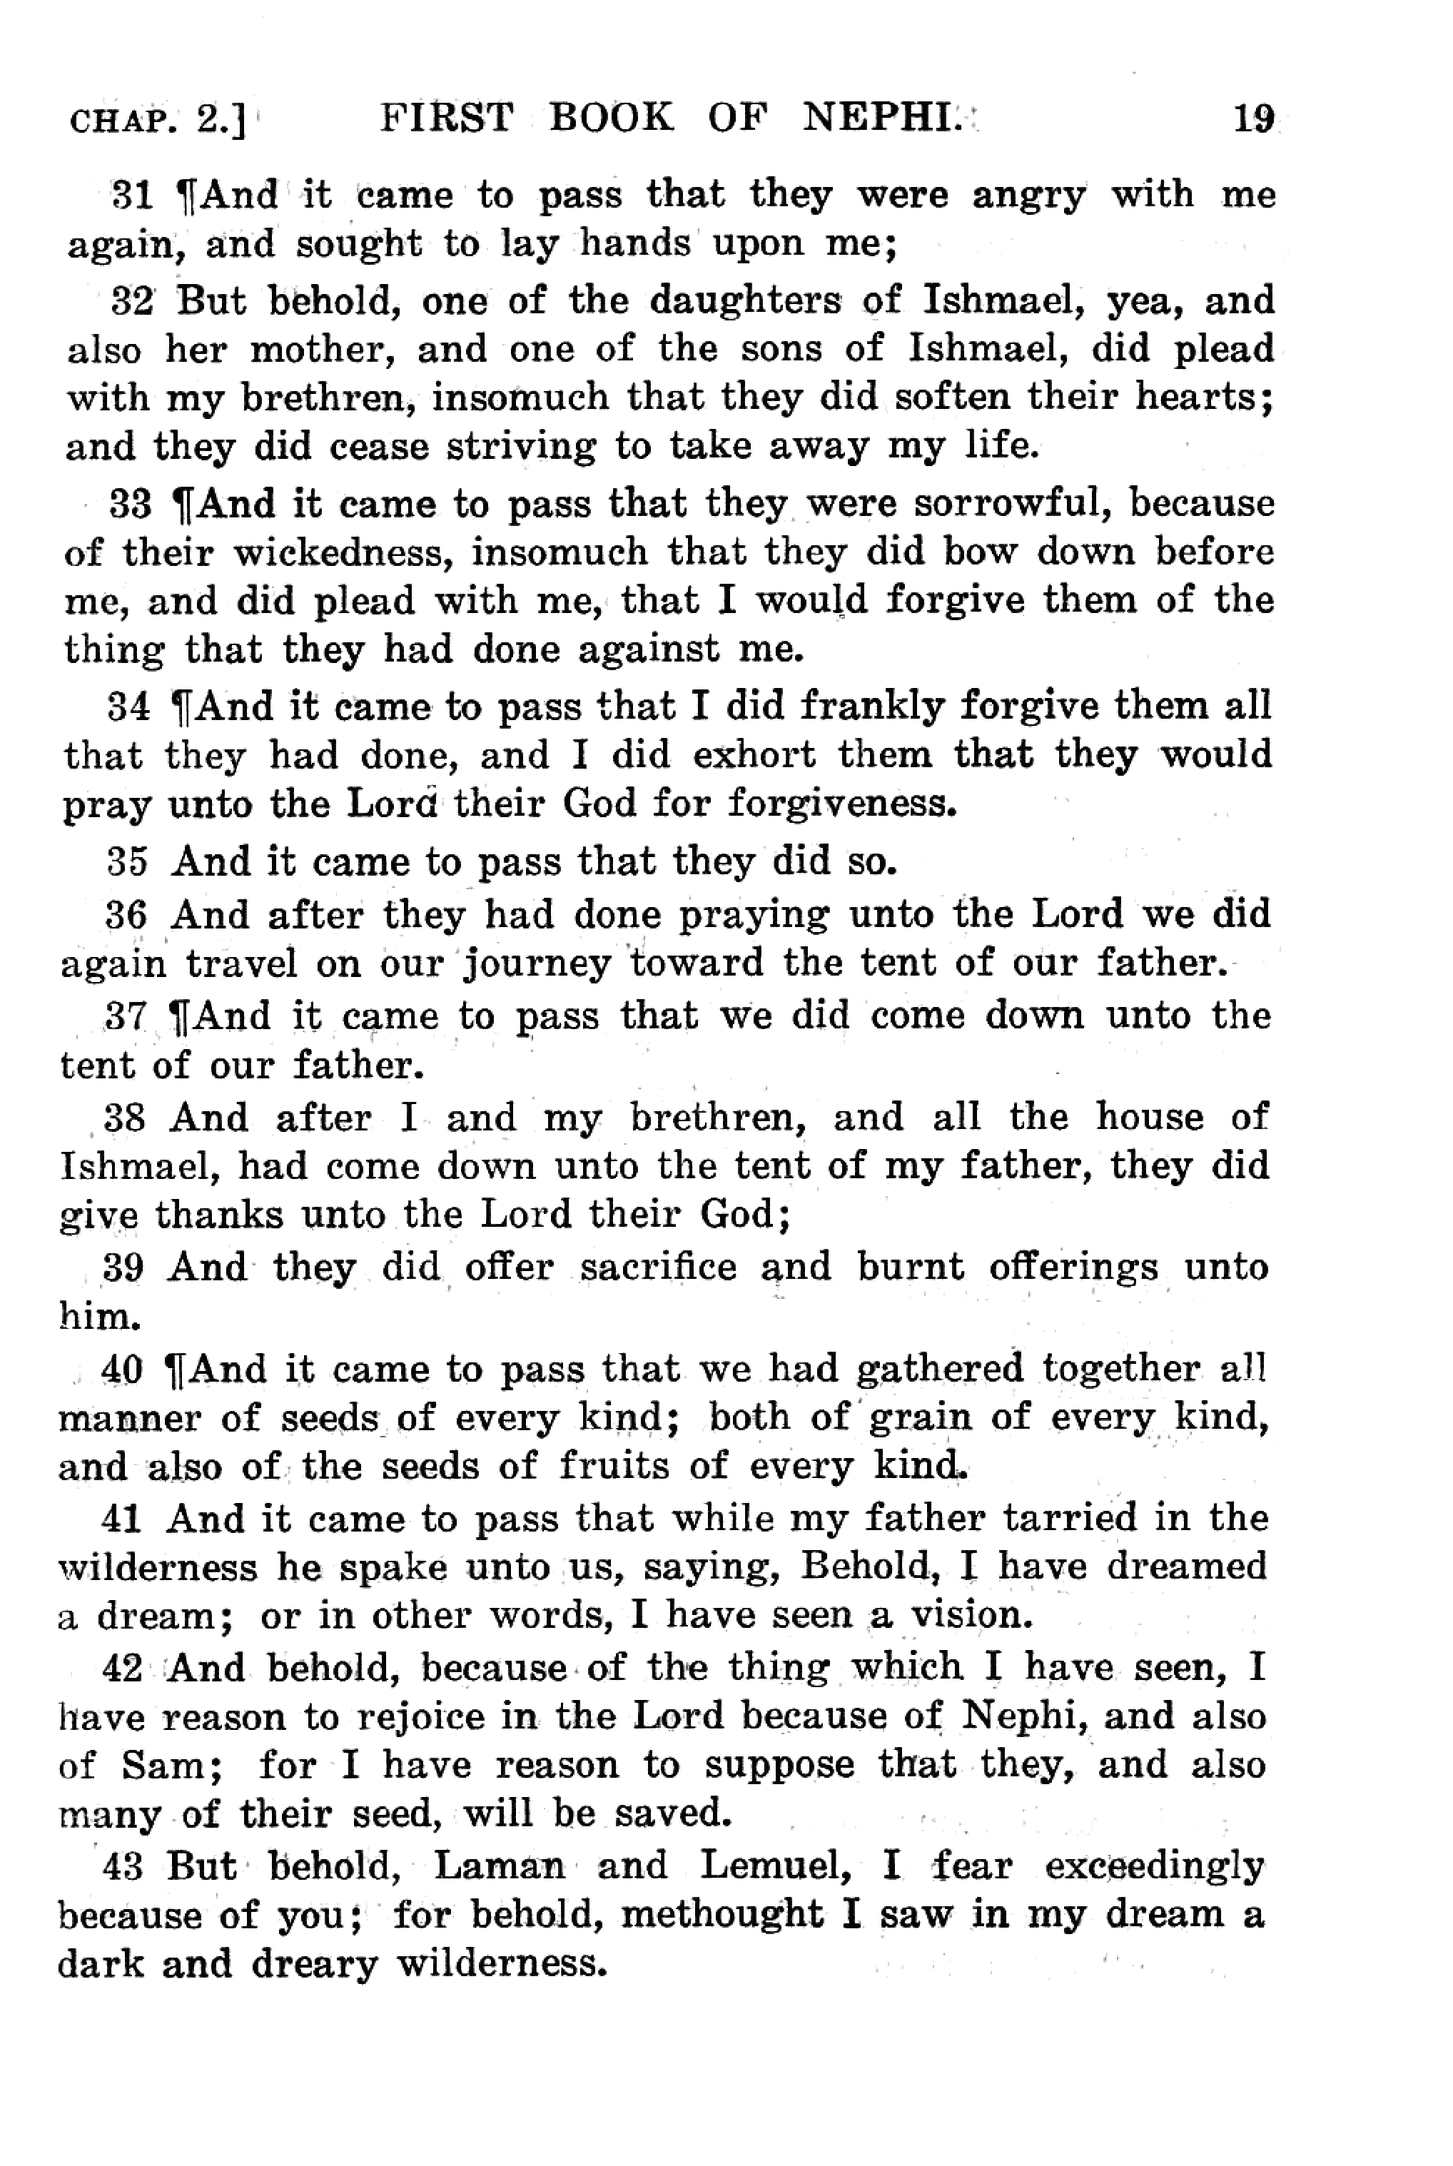 CHAP. 2.] FIRST BOOK OF NEPHI. 19
31 ¶And it came to pass that they were angry with me
again, and sought to lay hands upon me;
32 But behold, one of the daughters of Ishmael, yea, and
also her mother, and one of the sons of Ishmael, did plead
with my brethren, insomuch that they did soften their hearts;
and they did cease striving to take away my life.
33 ¶And it came to pass that they were sorrowful, because
of their wickedness, insomuch that they did bow down before
me, and did plead with me, that I would forgive them of the
thing that they had done against me.
34 ¶And it came to pass that I did frankly forgive them all
that they had done, and I did exhort them that they would
pray unto the Lord their God for forgiveness.
35 And it came to pass that they did so.
36 And after they had done praying unto the Lord we did
again travel on our journey toward the tent of our father.
37 ¶And it came to pass that we did come down unto the
tent of our father.
38 And after I and my brethren, and all the house of
Ishmael, had come down unto the tent of my father, they did
give thanks unto the Lord their God;
39 And they did offer sacrifice and burnt offerings unto
him.
40 ¶And it came to pass that we had gathered together all
manner of seeds of every kind; both of grain of every kind,
and also of the seeds of fruits of every kind.
41 And it came to pass that while my father tarried in the
wilderness he spake unto us, saying, Behold, I have dreamed
a dream; or in other words, I have seen a vision.
42 And behold, because of the thing which I have seen, I
have reason to rejoice in the Lord because of Nephi, and also
of Sam; for I have reason to suppose that they, and also
many of their seed, will be saved.
43 But behold, Laman and Lemuel, I fear exceedingly
because of you; for behold, methought I saw in my dream a
dark and dreary wilderness.